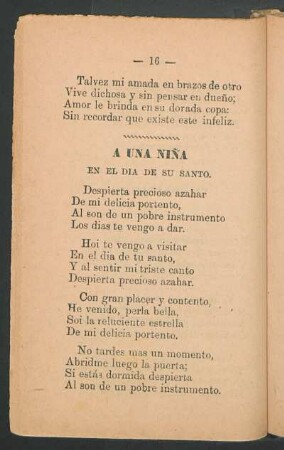 — 16 —
Talvez mi amada en brazos de otro
Vive dichosa y sin pensar en dueño;
Amor le brinda en su dorada copa:
Sin recordar que existe este infeliz.
A UNA NIÑA
EN EL DIA DE SU SANTO.
Despierta precioso azahar
De mi delicia portento,
Al son de un pobre instrumento
Los dias te vengo a dar.
Hoi te vengo a visitar
En el dia de tu santo,
Y al sentir mi triste canto
Despierta precioso azahar.
Con gran placer y contento,
He venido, perla bella,
Soi la reluciente estrella
De mi delicia portento.
No tardes mas un momento,
Abridme luego la puerta;
Si estás dormida despierta
Al son de un pobre instrumento.